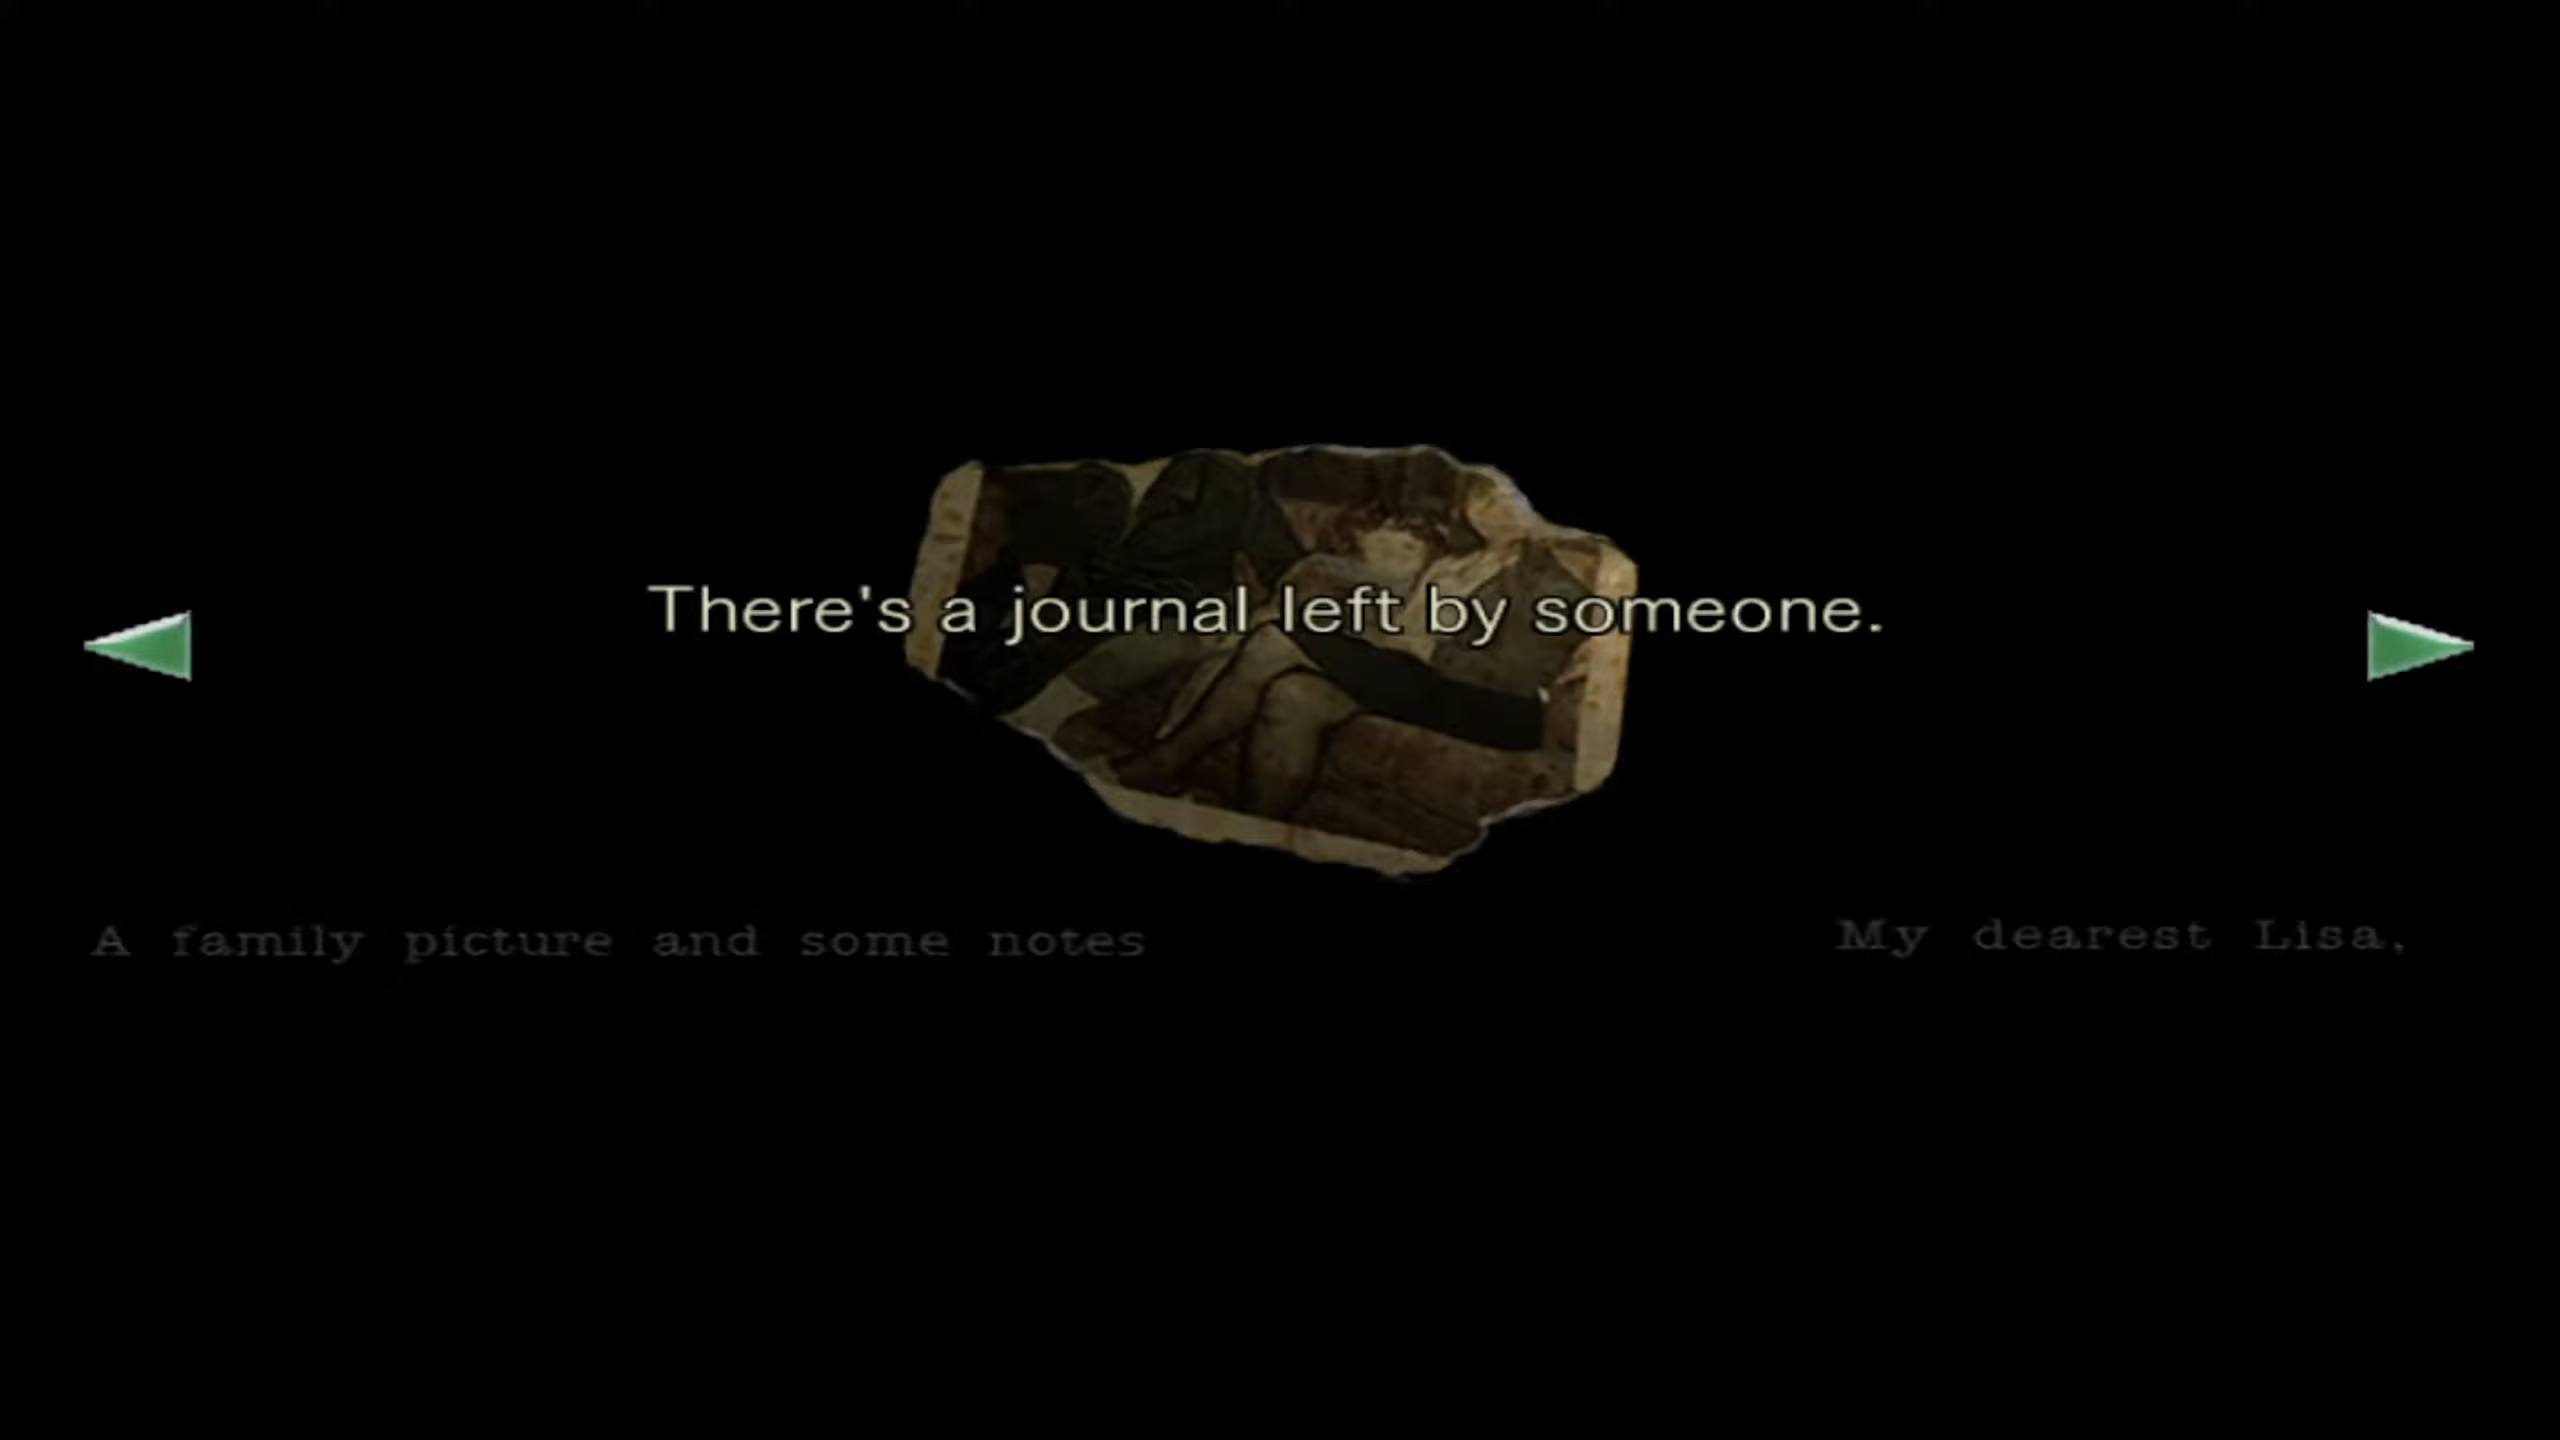 There's a journal left by someone.
A family picture and some notes
My dearest Lisa,